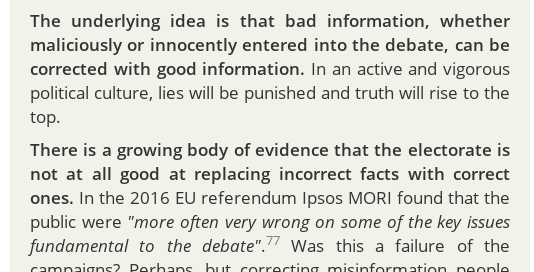 The underlying idea is that bad information, whether
maliciously or innocently entered into the debate, can be
corrected with good information. In an active and vigorous
political culture, lies will be punished and truth will rise to the
top.
There is a growing body of evidence that the electorate is
not at all good at replacing incorrect facts with correct
ones. In the 2016 EU referendum Ipsos MORI found that the
public were "more often very wrong on some of the key issues
fundamental to the debate".77 Was this a failure of the
campaigns? Perhaps, but correcting misinformation people